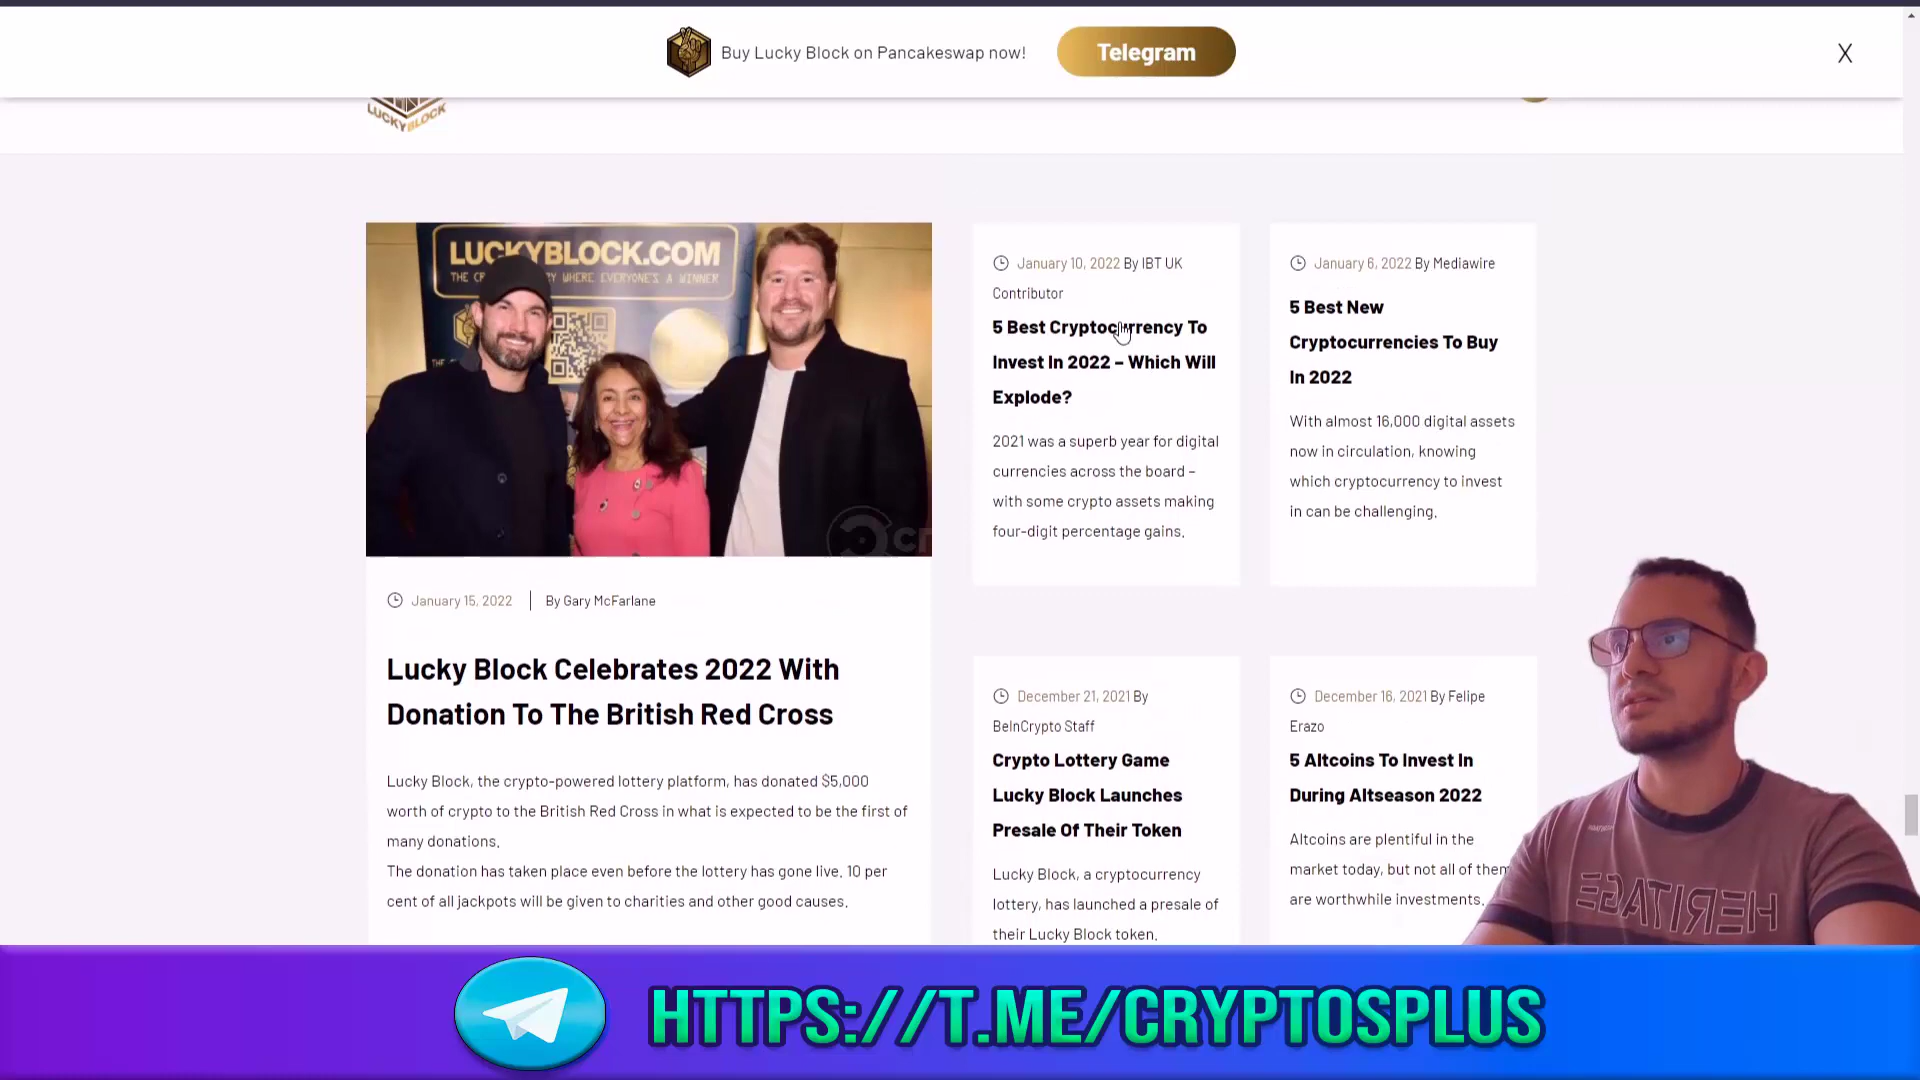 Buy Lucky Block on Pancakeswap now!
Telegram
X
LUCKYBLOCK
LUCKYBLOCK.COM
January 15, 2022
By Gary McFarlane
Lucky Block Celebrates 2022 With
Donation To The British Red Cross
Lucky Block, the crypto-powered lottery platform, has donated $5,000
worth of crypto to the British Red Cross in what is expected to be the first of
many donations.
The donation has taken place even before the lottery has gone live. 10 per
cent of all jackpots will be given to charities and other good causes.
January 10, 2022 By IBT UK
Contributor
5 Best Cryptocurrency To
Invest In 2022 – Which Will
Explode?
2021 was a superb year for digital
currencies across the board –
with some crypto assets making
four-digit percentage gains.
January 6, 2022 By Mediawire
5 Best New
Cryptocurrencies To Buy
In 2022
With almost 16,000 digital assets
now in circulation, knowing
which cryptocurrency to invest
in can be challenging.
December 21, 2021 By
BeInCrypto Staff
Crypto Lottery Game
Lucky Block Launches
Presale Of Their Token
Lucky Block, a cryptocurrency
lottery, has launched a presale of
their Lucky Block token.
December 16, 2021 By Felipe
Erazo
5 Altcoins To Invest In
During Altseason 2022
Altcoins are plentiful in the
market today, but not all of them
are worthwhile investments.
HERITAGE
HTTPS://T.ME/CRYPTOSPLUS